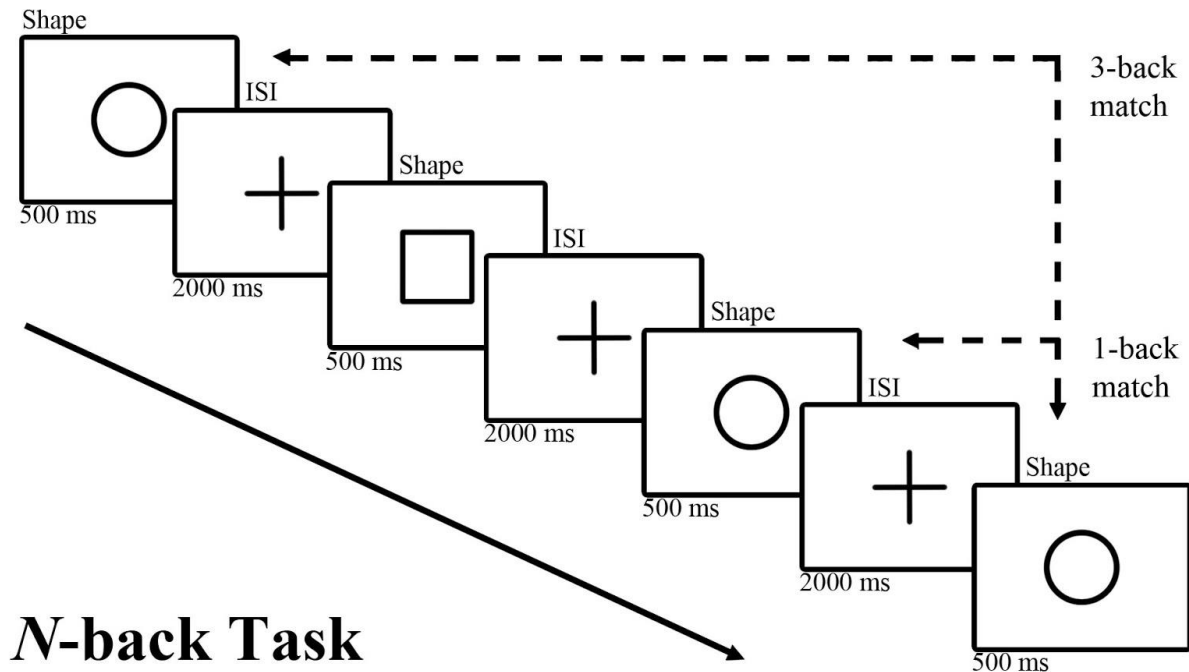 Shape
500 ms
ISI
2000 ms
Shape
500 ms
ISI
2000 ms
Shape
500 ms
ISI
2000 ms
Shape
500 ms
3-back
match
1-back
match
N-back Task